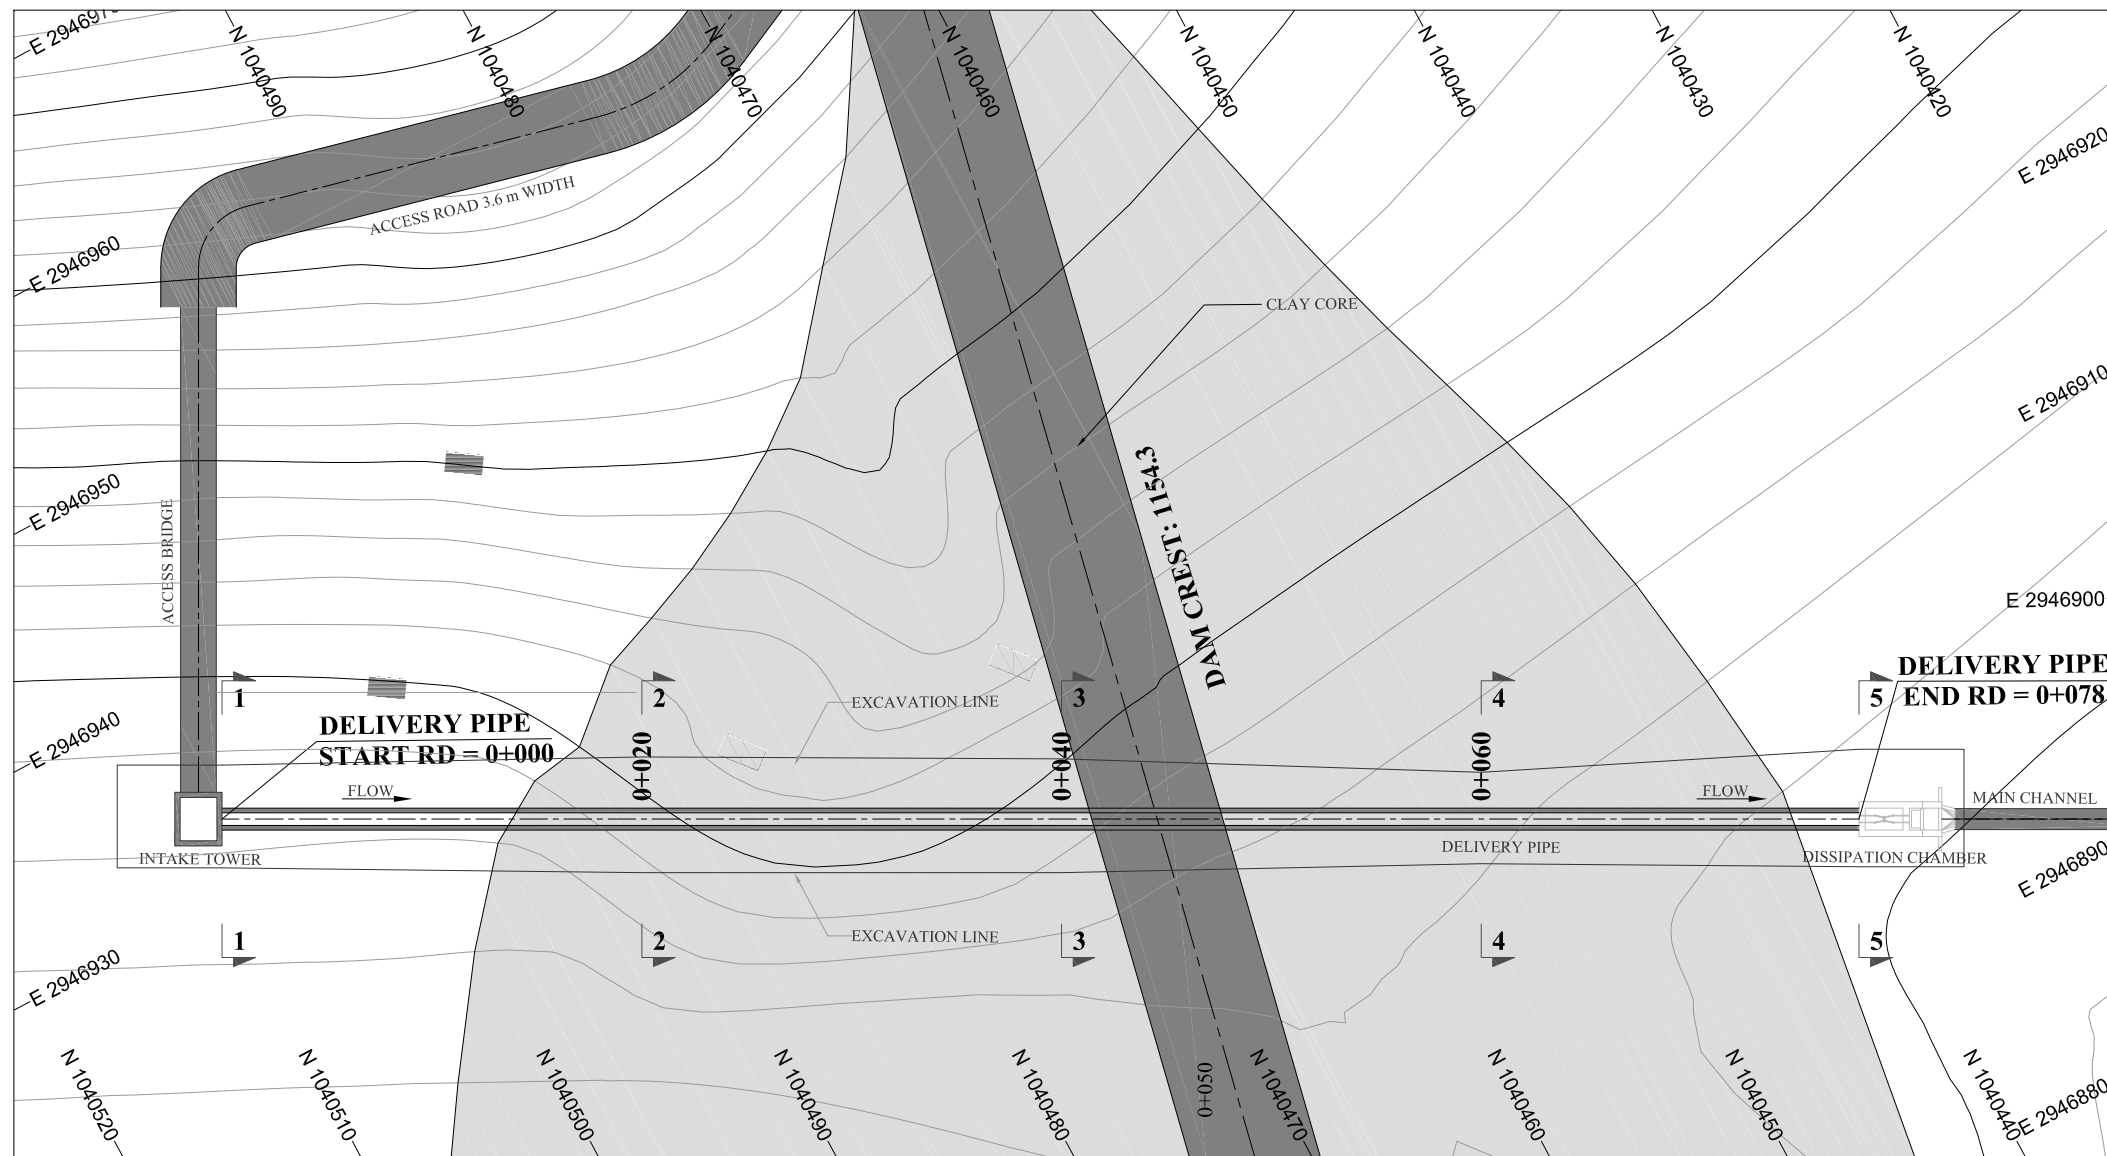 E 2946970
N 1040490
N 1040480
N 1040470
N 1040460
N 1040450
N 1040440
N 1040430
N 1040420
E 2946920
ACCESS ROAD 3.6 m WIDTH
E 2946960
CLAY CORE
E 2946910
E 2946950
ACCESS BRIDGE
DAM CREST: 1154.3
E 2946900
1
2
3
4
5
DELIVERY PIPE
END RD = 0+078
EXCAVATION LINE
E 2946940
DELIVERY PIPE
START RD = 0+000
0+020
0+040
0+060
FLOW
FLOW
MAIN CHANNEL
INTAKE TOWER
DELIVERY PIPE
DISSIPATION CHAMBER
E 2946890
EXCAVATION LINE
1
2
3
4
5
E 2946930
0+050
N 1040520
N 1040510
N 1040500
N 1040490
N 1040480
N 1040470
N 1040460
N 1040450
N 1040440
E 2946880